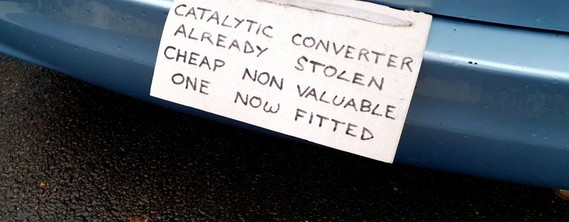 CATALYTIC CONVERTER
ALREADY STOLEN
CHEAP NON VALUABLE
ONE NOW FITTED